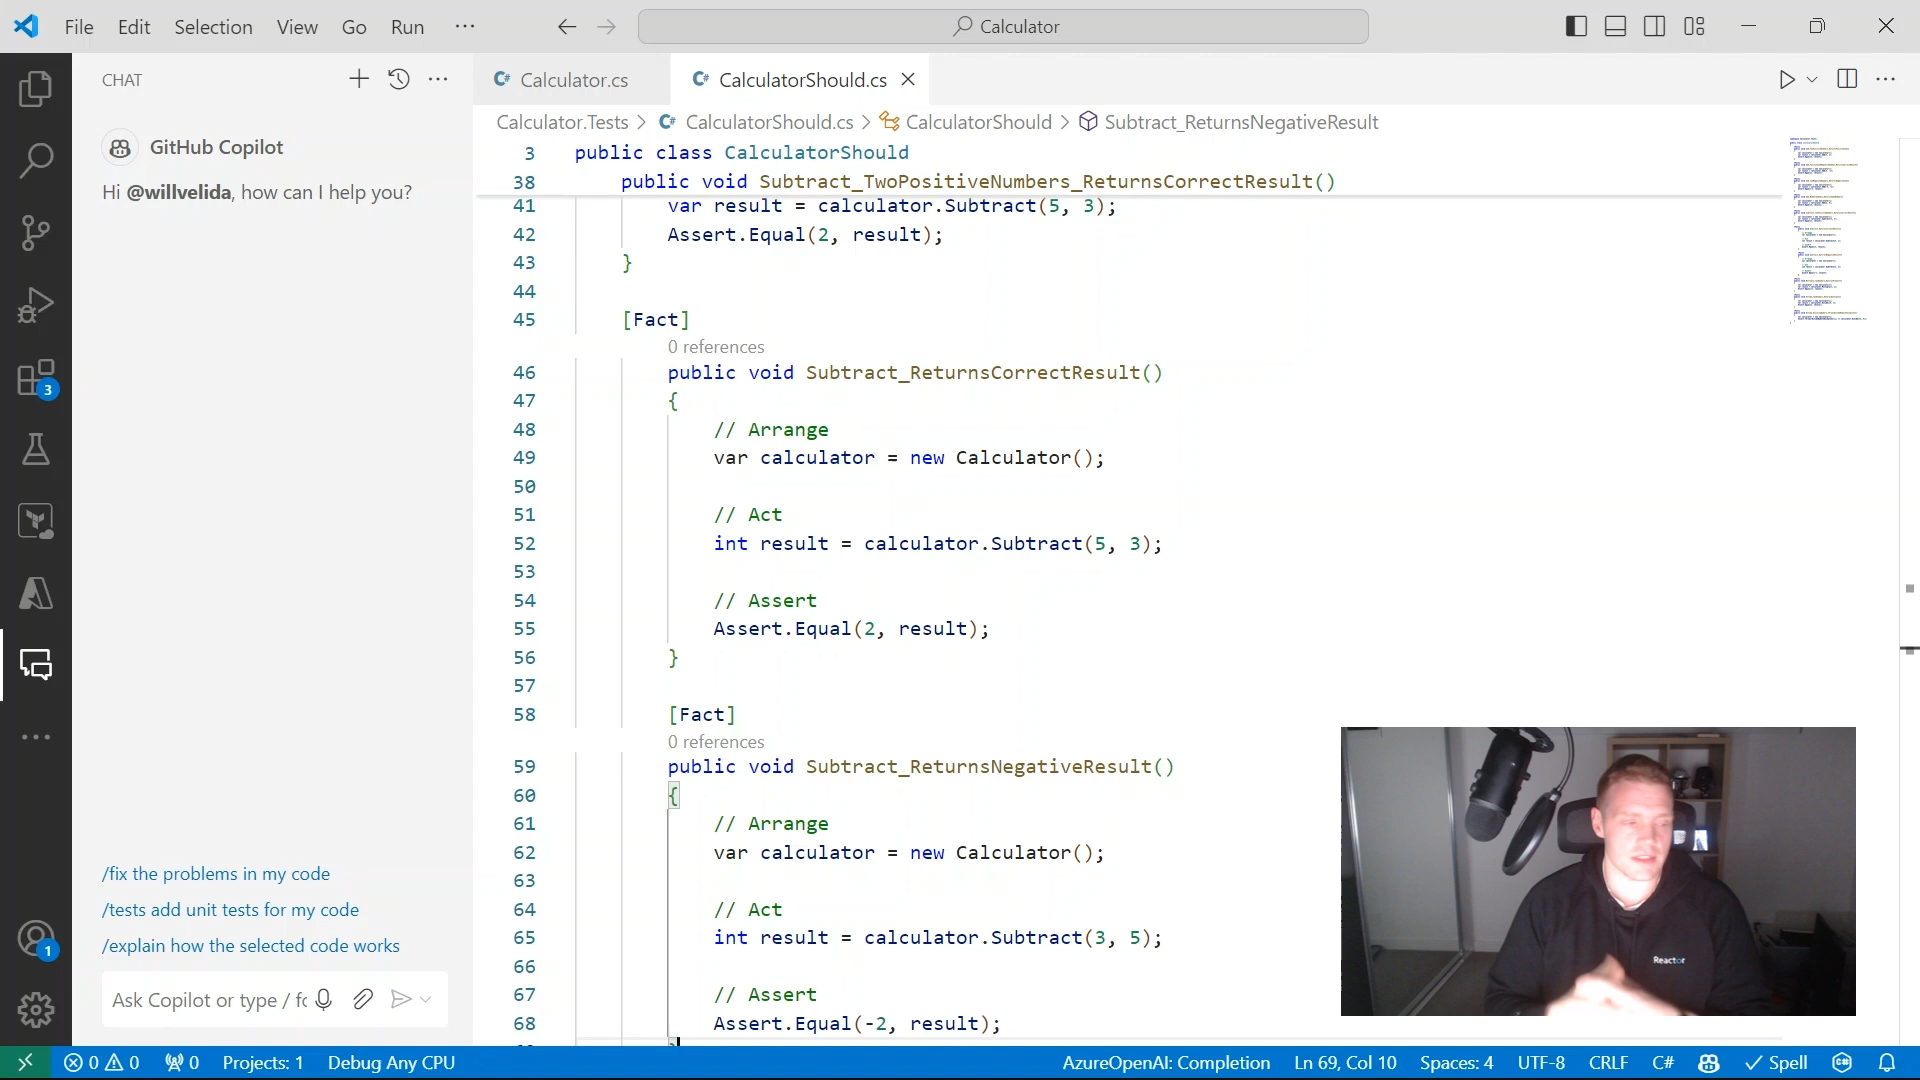 File Edit Selection View Go Run ···
Calculator
CHAT
GitHub Copilot
Hi @willvelida, how can I help you?
/fix the problems in my code
/tests add unit tests for my code
/explain how the selected code works
Ask Copilot or type / fo
3
1
C# Calculator.cs
C# CalculatorShould.cs
Calculator.Tests > C# CalculatorShould.cs > CalculatorShould > Subtract_ReturnsNegativeResult
3 public class CalculatorShould
38 public void Subtract_TwoPositiveNumbers_ReturnsCorrectResult()
41 var result = calculator.Subtract(5, 3);
42 Assert.Equal(2, result);
43 }
44
45 [Fact]
0 references
46 public void Subtract_ReturnsCorrectResult()
47 {
48 // Arrange
49 var calculator = new Calculator();
50
51 // Act
52 int result = calculator.Subtract(5, 3);
53
54 // Assert
55 Assert.Equal(2, result);
56 }
57
58 [Fact]
0 references
59 public void Subtract_ReturnsNegativeResult()
60 {
61 // Arrange
62 var calculator = new Calculator();
63
64 // Act
65 int result = calculator.Subtract(3, 5);
66
67 // Assert
68 Assert.Equal(-2, result);
Reactor
0 0 0 Projects: 1 Debug Any CPU
AzureOpenAI: Completion Ln 69, Col 10 Spaces: 4 UTF-8 CRLF C# Spell